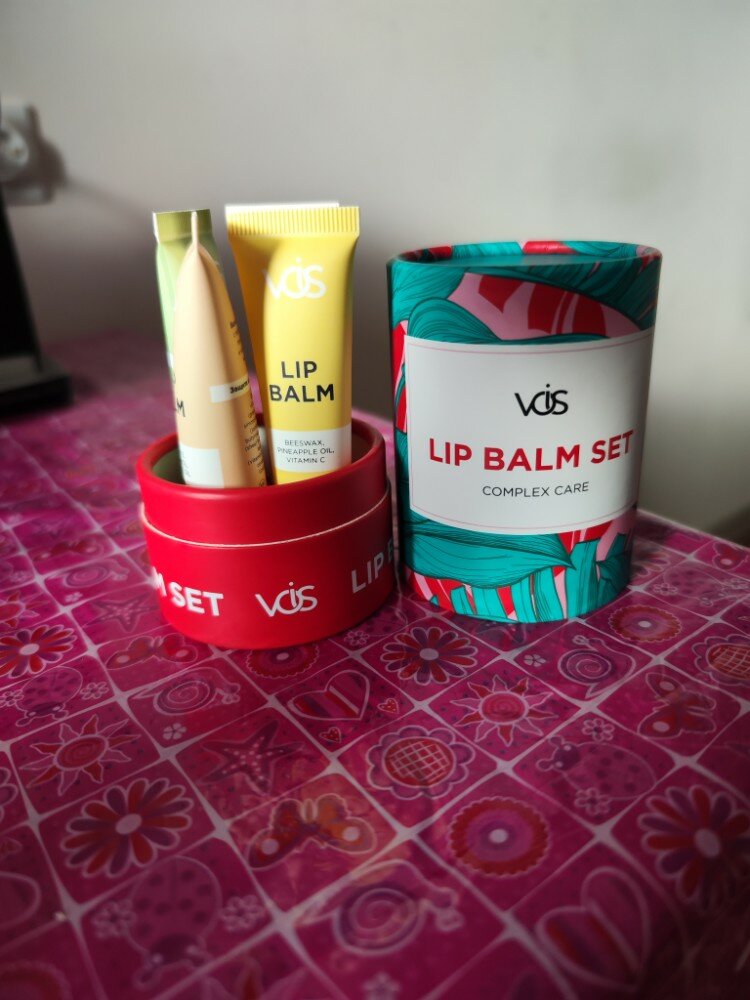 VOIS
LIP
BALM
BEESWAX,
PINEAPPLE OIL,
VITAMIN C
M SET VOIS LIP B
VOIS
LIP BALM SET
COMPLEX CARE